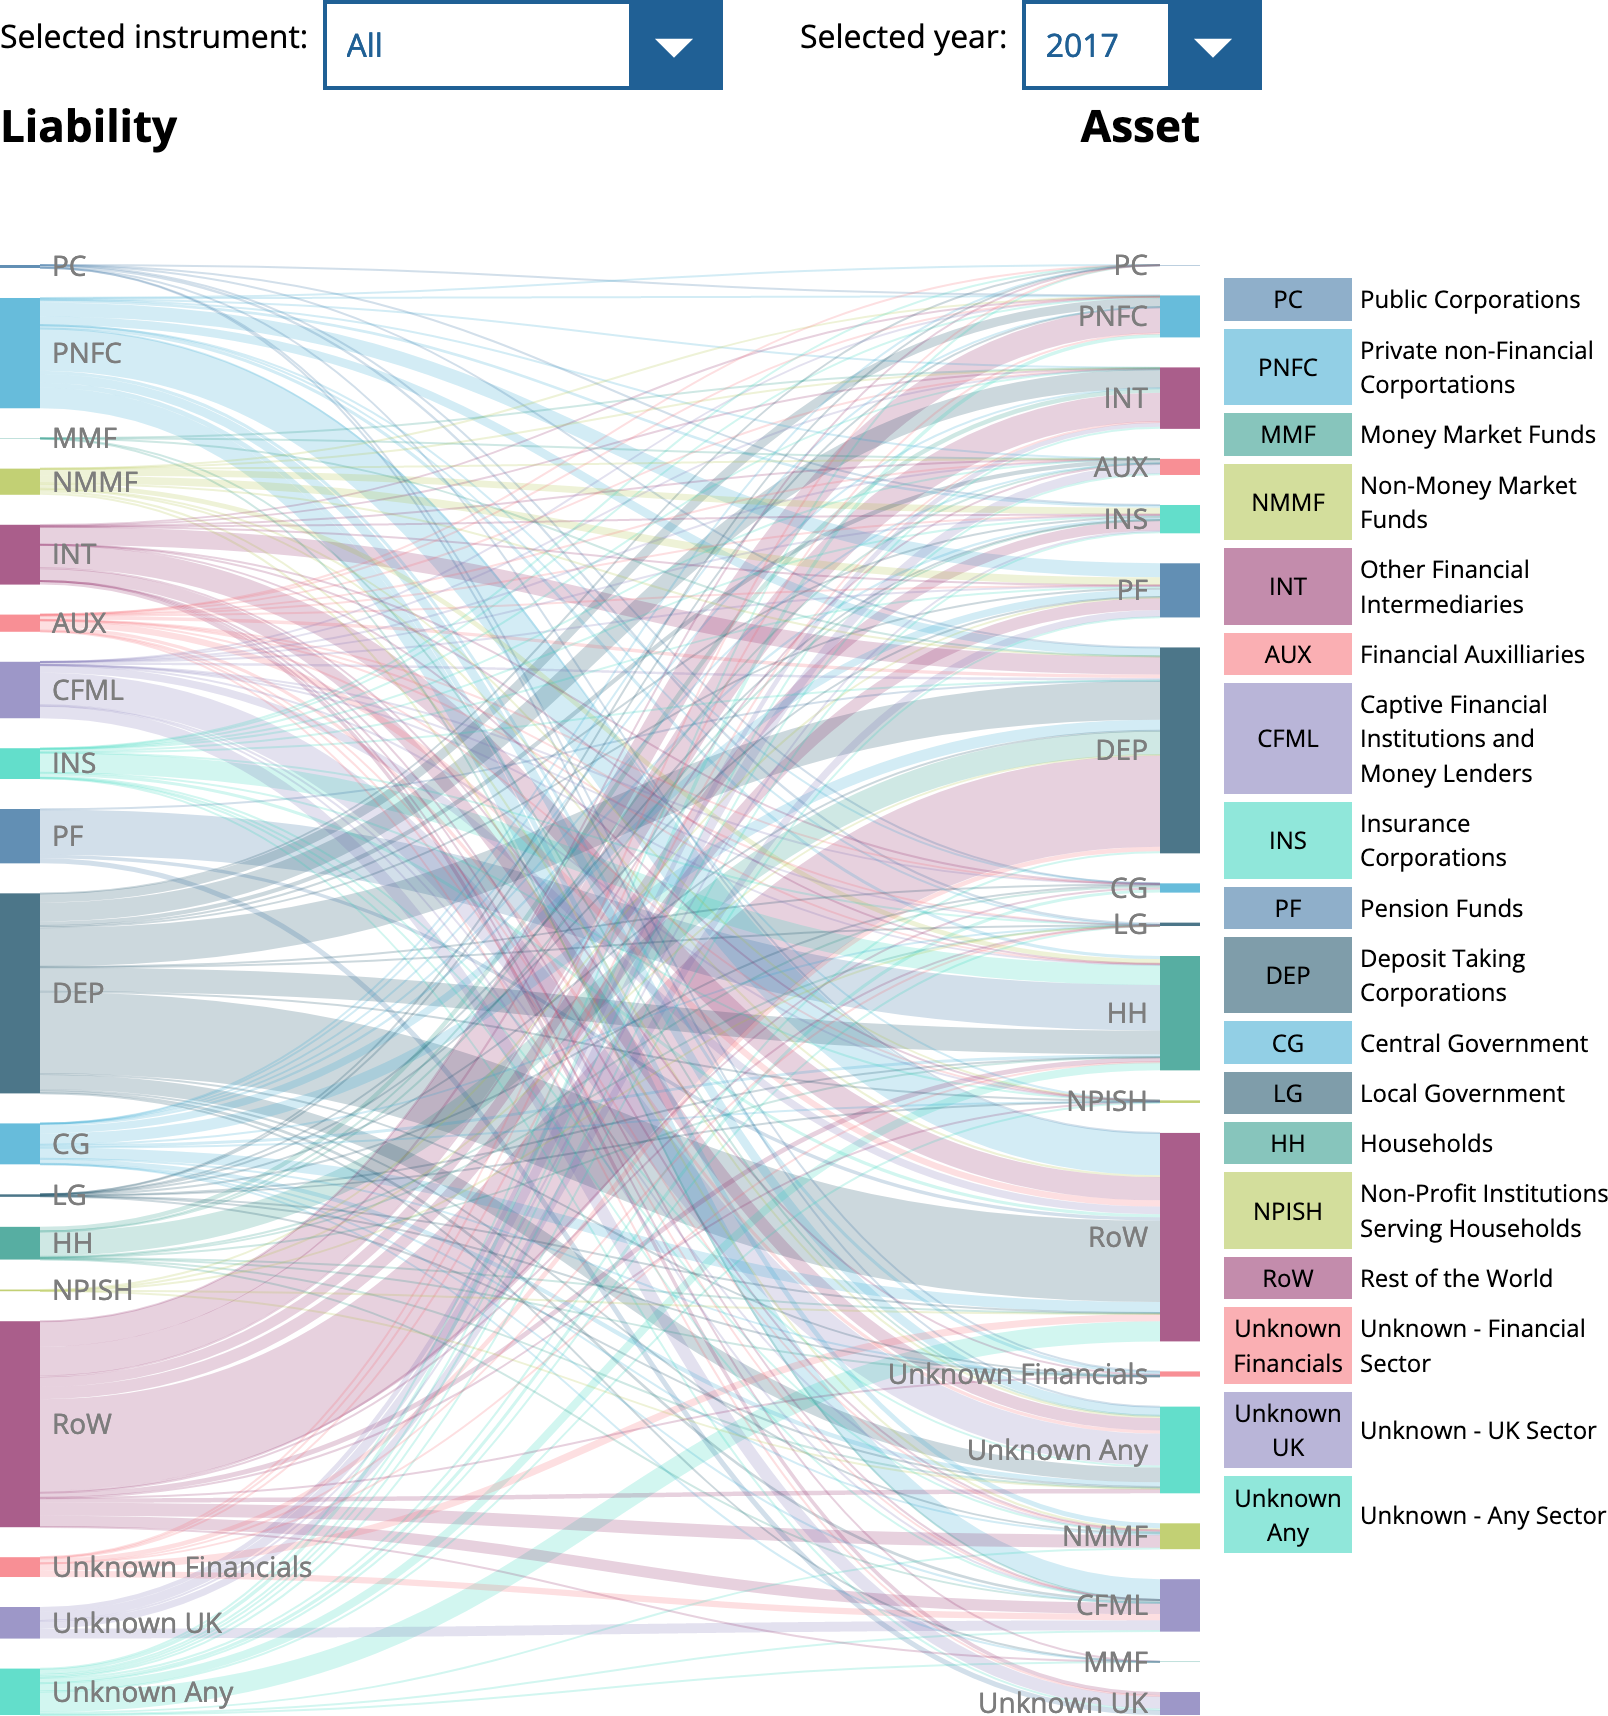 Selected instrument:
All
Selected year:
2017
Liability
Asset
PC
PNFC
MMF
NMMF
INT
AUX
CFML
INS
PF
DEP
CG
LG
HH
NPISH
RoW
Unknown Financials
Unknown UK
Unknown Any
PC
PNFC
INT
AUX
INS
PF
DEP
CG
LG
HH
NPISH
RoW
Unknown Financials
Unknown Any
NMMF
CFML
MMF
Unknown UK
PC
Public Corporations
PNFC
Private non-Financial
Corportations
MMF
Money Market Funds
NMMF
Non-Money Market
Funds
INT
Other Financial
Intermediaries
AUX
Financial Auxilliaries
CFML
Captive Financial
Institutions and
Money Lenders
INS
Insurance
Corporations
PF
Pension Funds
DEP
Deposit Taking
Corporations
CG
Central Government
LG
Local Government
HH
Households
NPISH
Non-Profit Institutions
Serving Households
RoW
Rest of the World
Unknown
Financials
Unknown - Financial
Sector
Unknown
UK
Unknown - UK Sector
Unknown
Any
Unknown - Any Sector